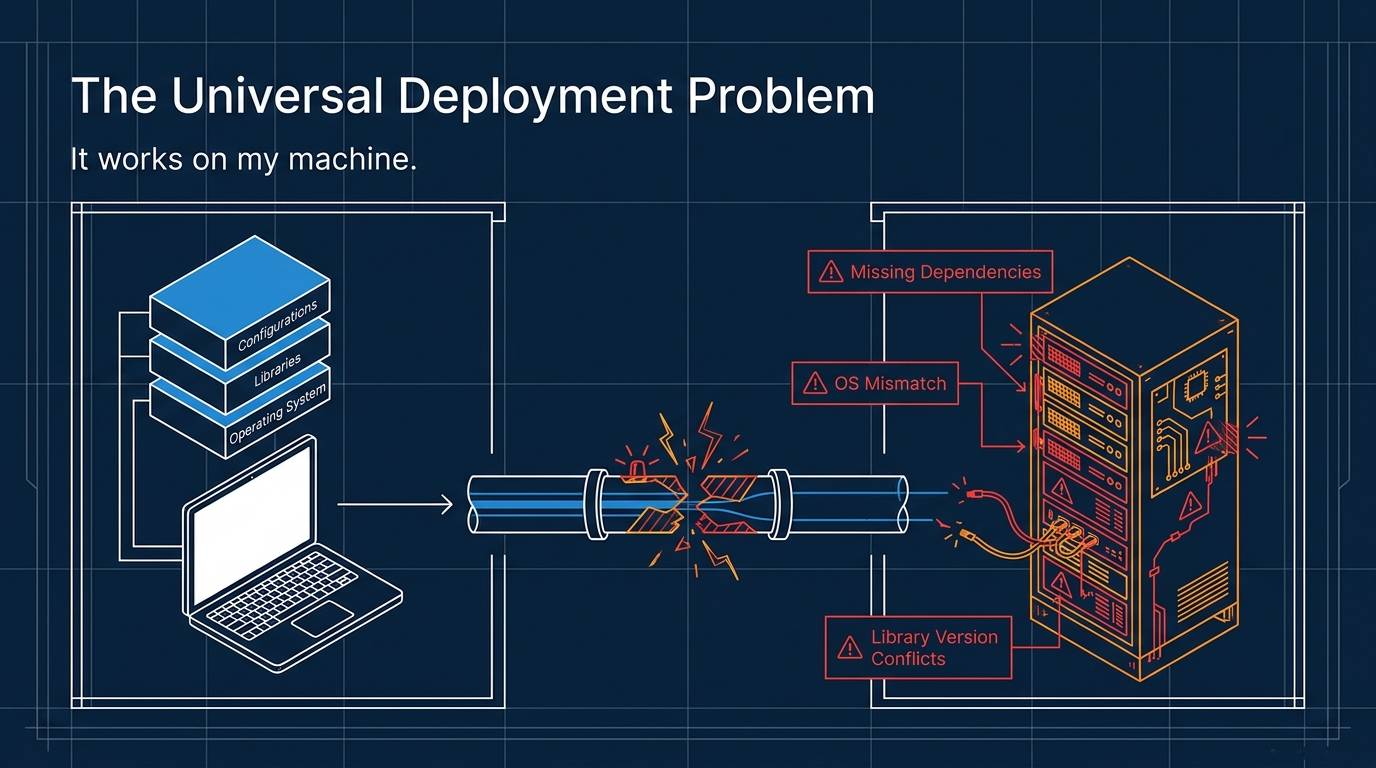 The Universal Deployment Problem
It works on my machine.
Configurations
Libraries
Operating System
Missing Dependencies
OS Mismatch
Library Version
Conflicts